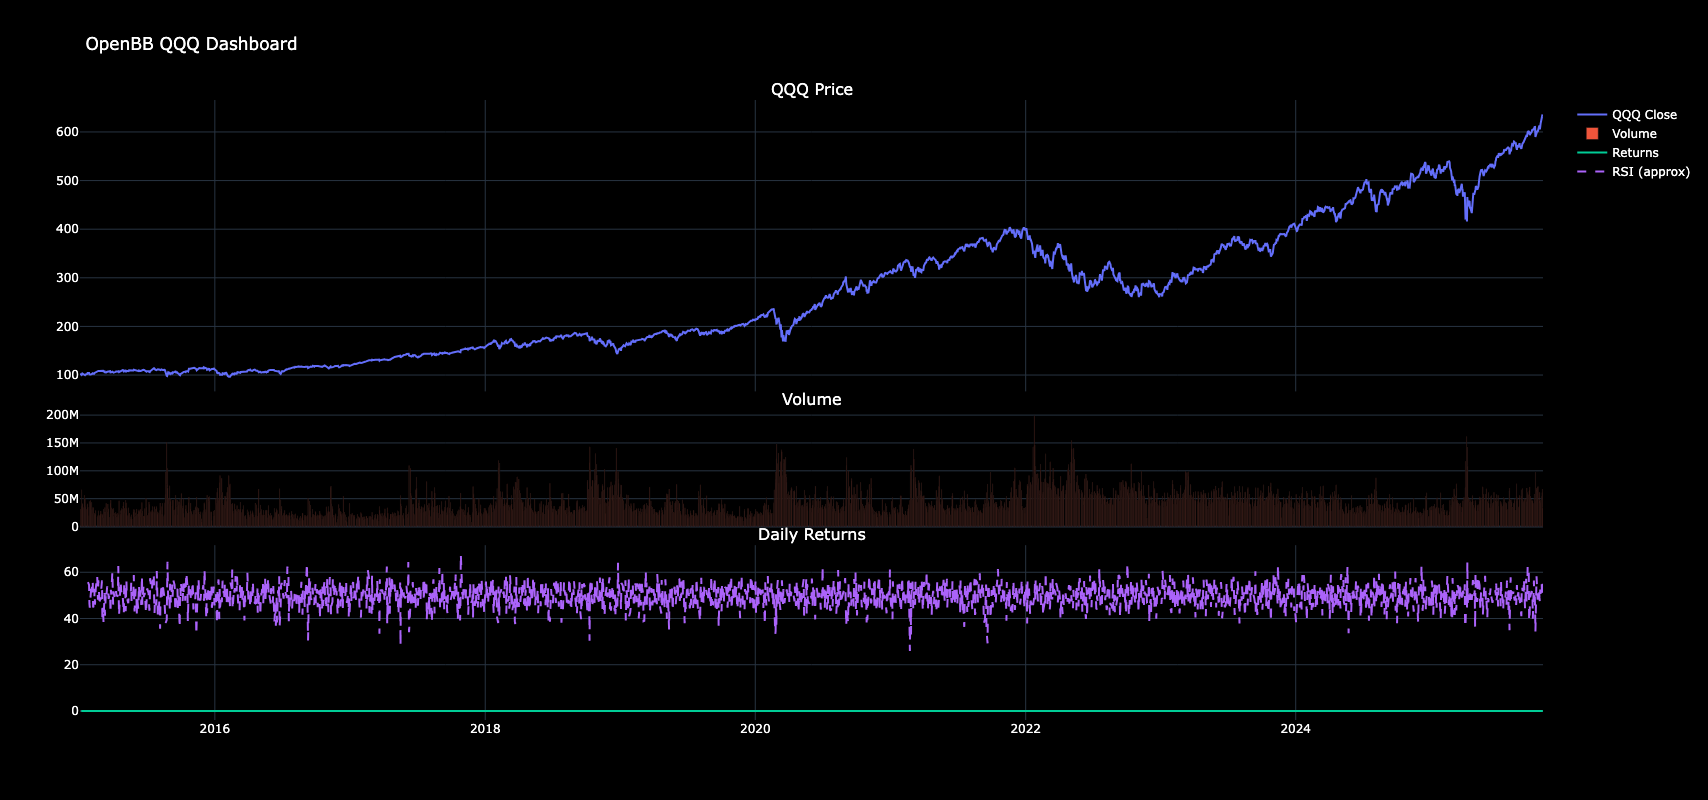 OpenBB QQQ Dashboard
QQQ Price
600
500
400
300
200
100
QQQ Close
Volume
Returns
RSI (approx)
Volume
200M
150M
100M
50M
0
Daily Returns
60
40
20
0
2016
2018
2020
2022
2024